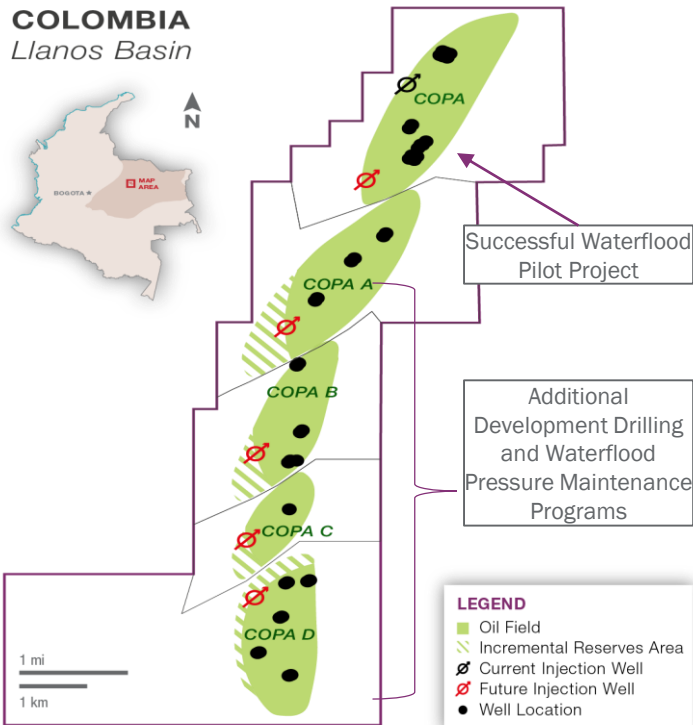 COLOMBIA
Llanos Basin
N
BOGOTA
MAP
AREA
COPA
Successful Waterflood
Pilot Project
COPA A
COPA B
Additional
Development Drilling
and Waterflood
Pressure Maintenance
Programs
COPA C
COPA D
1 mi
1 km
LEGEND
Oil Field
Incremental Reserves Area
Current Injection Well
Future Injection Well
Well Location